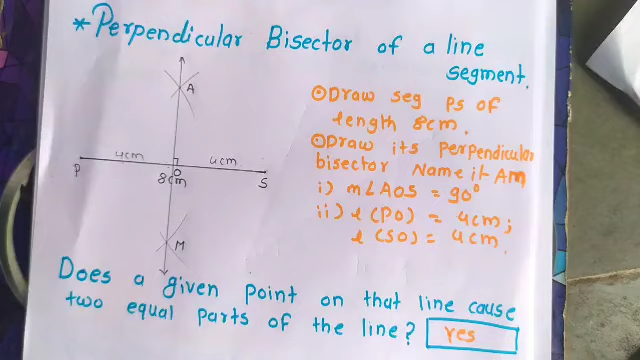 *Perpendicular Bisector of a line
segment.
A
4cm 4cm
P O S
8cm
M
⊙Draw seg PS of
length 8cm.
⊙Draw its perpendicular
bisector Name it AM
i) m∠AOS = 90°
ii) l(PO) = 4cm;
l(SO) = 4cm.
Does a given point on that line cause
two equal parts of the line? yes